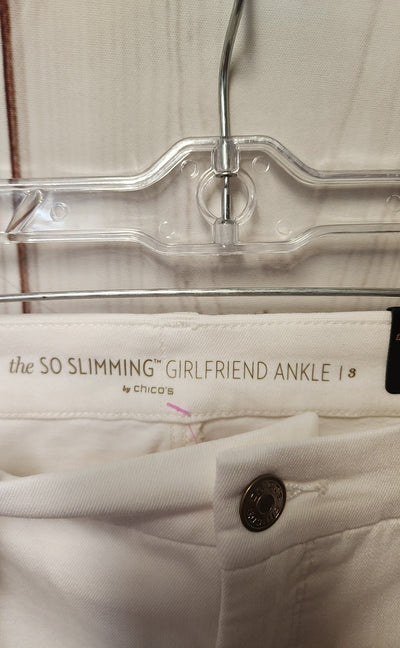 the SO SLIMMING™ GIRLFRIEND ANKLE | 3
by chico's